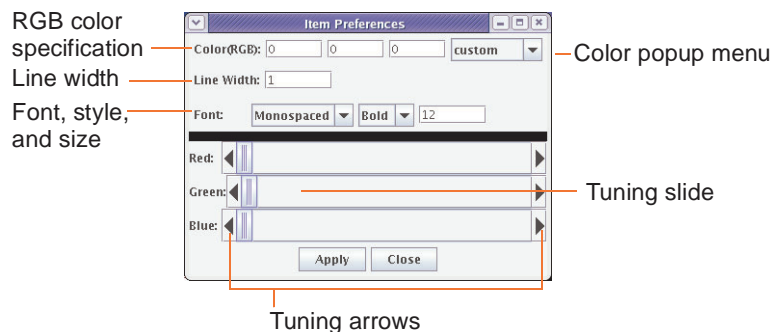 RGB color
specification
Line width
Font, style,
and size
Item Preferences
Color(RGB): 0 0 0 custom
Line Width: 1
Font: Monospaced Bold 12
Red:
Green:
Blue:
Apply Close
Color popup menu
Tuning slide
Tuning arrows